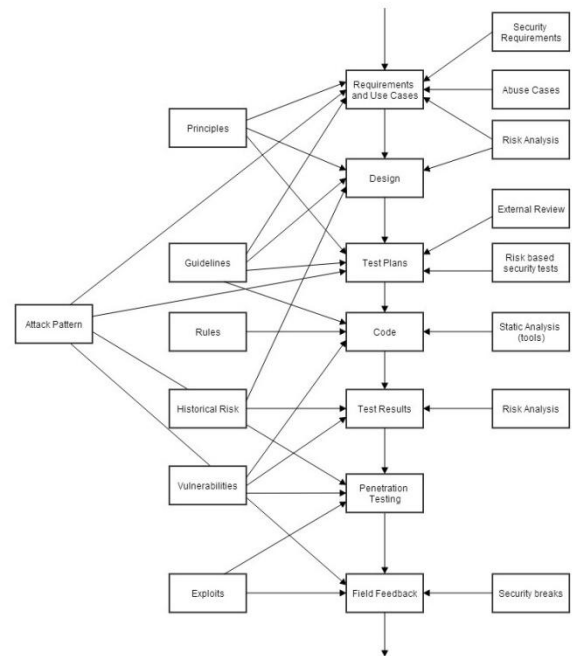 Security
Requirements
Requirements
and Use Cases
Abuse Cases
Principles
Risk Analysis
Design
External Review
Guidelines
Test Plans
Risk based
security tests
Attack Pattern
Rules
Code
Static Analysis
(tools)
Historical Risk
Test Results
Risk Analysis
Vulnerabilities
Penetration
Testing
Exploits
Field Feedback
Security breaks